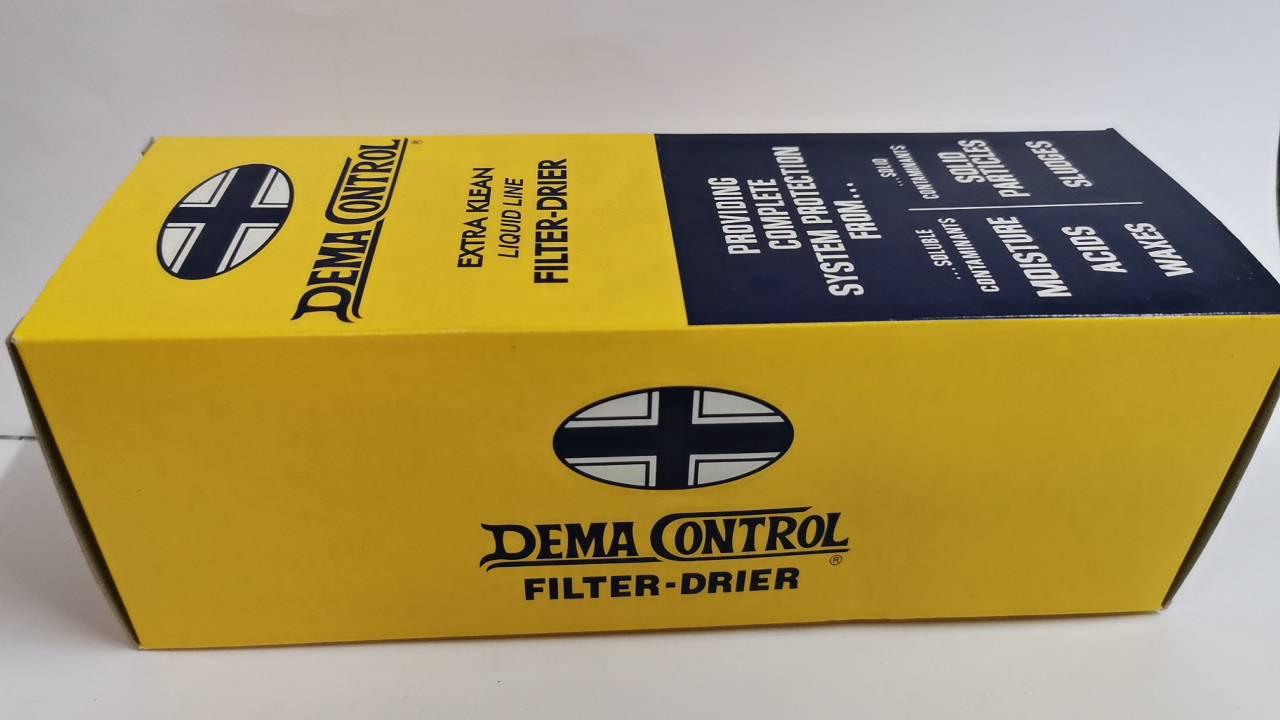 DEMA CONTROL®
EXTRA KLEAN
LIQUID LINE
FILTER-DRIER
PROVIDING
COMPLETE
SYSTEM PROTECTION
FROM...
...SOLUBLE
CONTAMINANTS
MOISTURE
ACIDS
WAXES
...SOLID
CONTAMINANTS
SOLID
PARTICLES
SLUDGES
DEMA CONTROL®
FILTER-DRIER